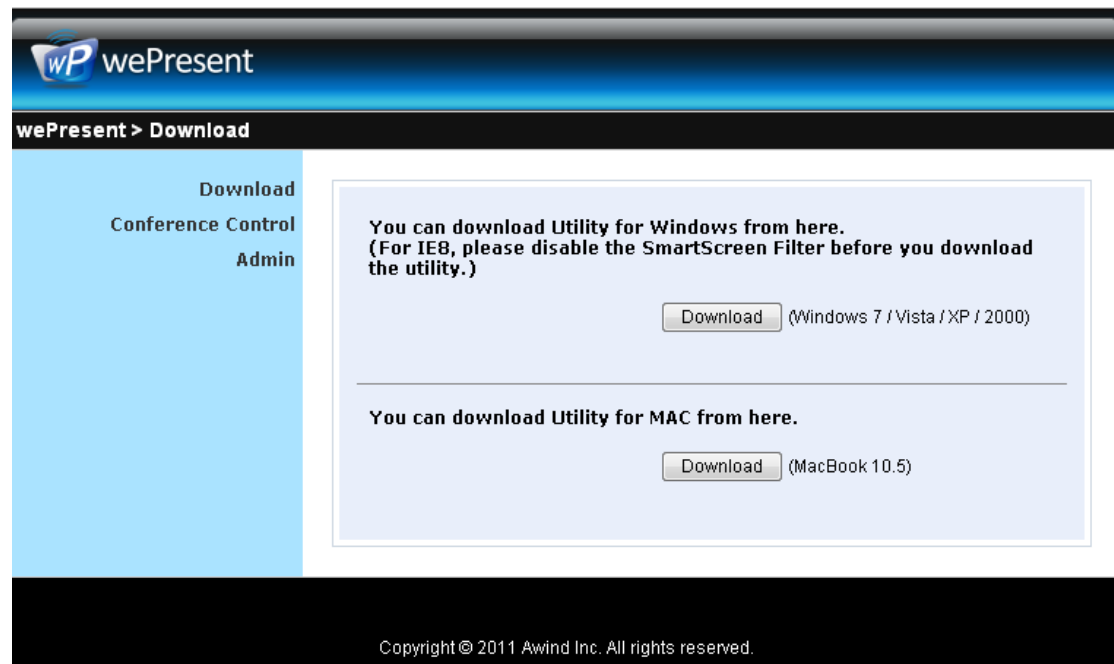 wP wePresent
wePresent > Download
Download
Conference Control
Admin
You can download Utility for Windows from here.
(For IE8, please disable the SmartScreen Filter before you download
the utility.)
Download (Windows 7 / Vista / XP / 2000)
You can download Utility for MAC from here.
Download (MacBook 10.5)
Copyright © 2011 Awind Inc. All rights reserved.